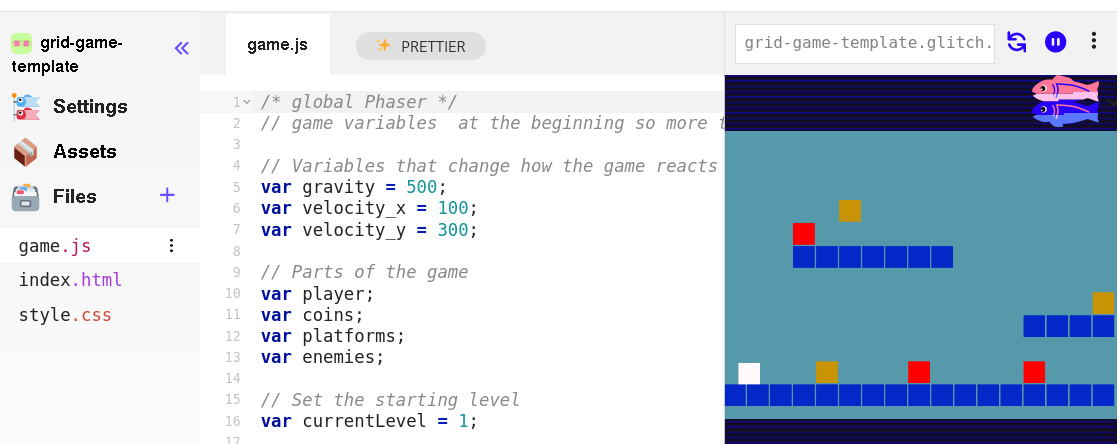 grid-game-
template
Settings
Assets
Files +
game.js
index.html
style.css
game.js
PRETTIER
1 /* global Phaser */
2 // game variables  at the beginning so more
3
4 // Variables that change how the game reacts
5 var gravity = 500;
6 var velocity_x = 100;
7 var velocity_y = 300;
8
9 // Parts of the game
10 var player;
11 var coins;
12 var platforms;
13 var enemies;
14
15 // Set the starting level
16 var currentLevel = 1;
17
grid-game-template.glitch.